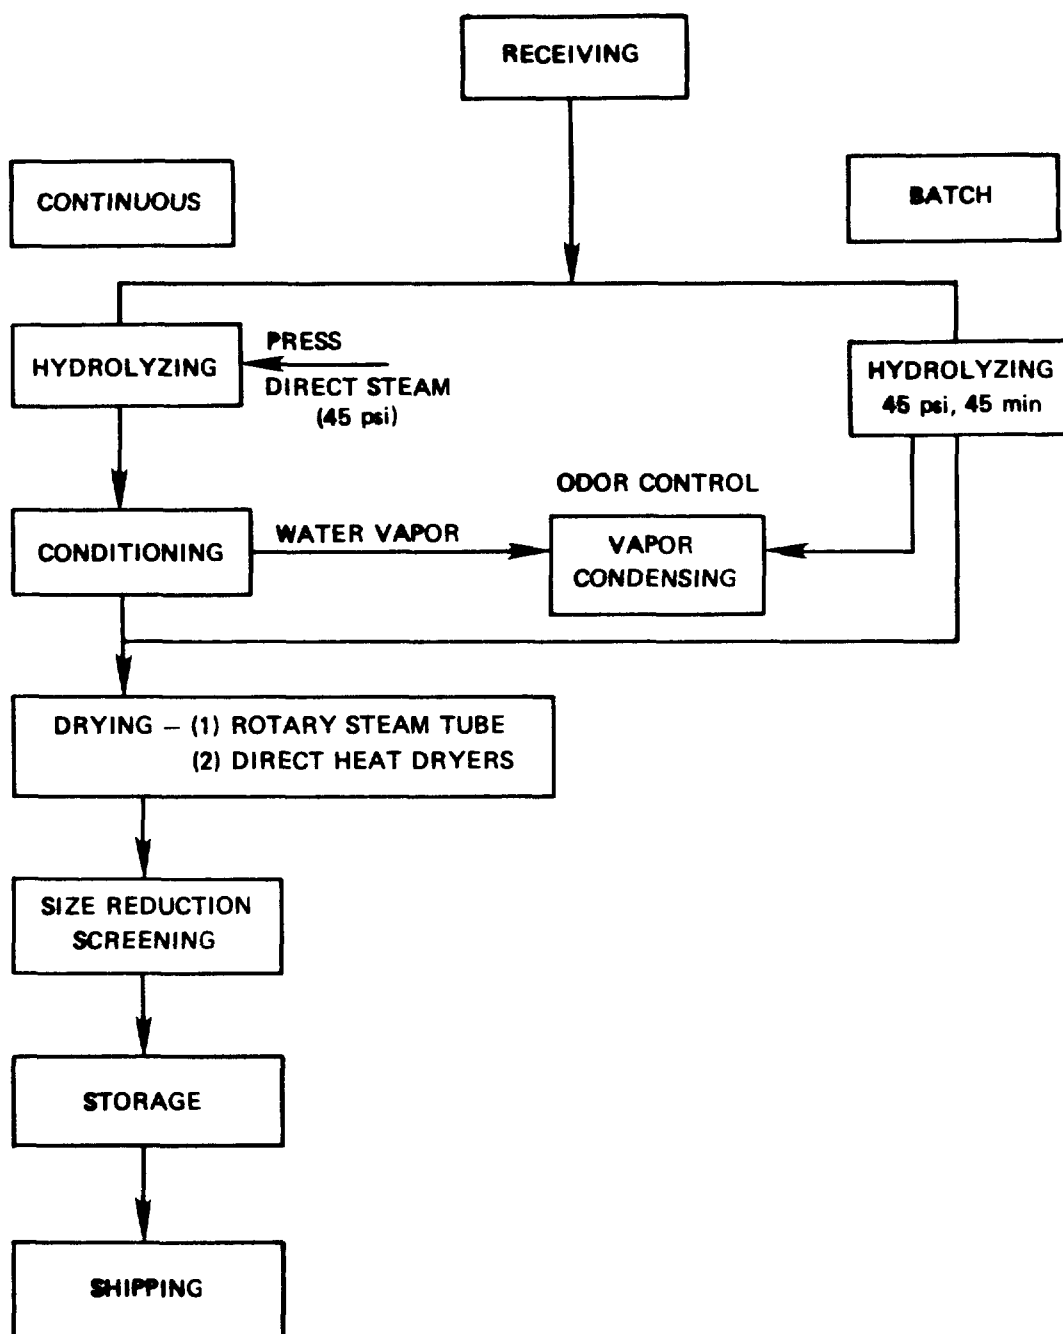 RECEIVING
CONTINUOUS
BATCH
HYDROLYZING
PRESS
DIRECT STEAM
(45 psi)
HYDROLYZING
45 psi, 45 min
ODOR CONTROL
CONDITIONING
WATER VAPOR
VAPOR
CONDENSING
DRYING — (1) ROTARY STEAM TUBE
(2) DIRECT HEAT DRYERS
SIZE REDUCTION
SCREENING
STORAGE
SHIPPING